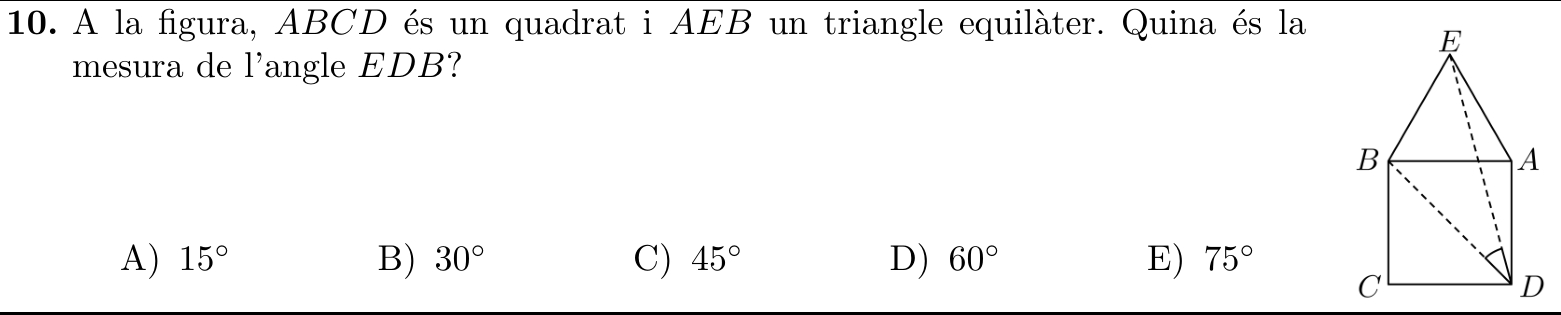 10. A la figura, ABCD és un quadrat i AEB un triangle equilàter. Quina és la
mesura de l'angle EDB?
E
B
A
A) 15° B) 30° C) 45° D) 60° E) 75°
C
D